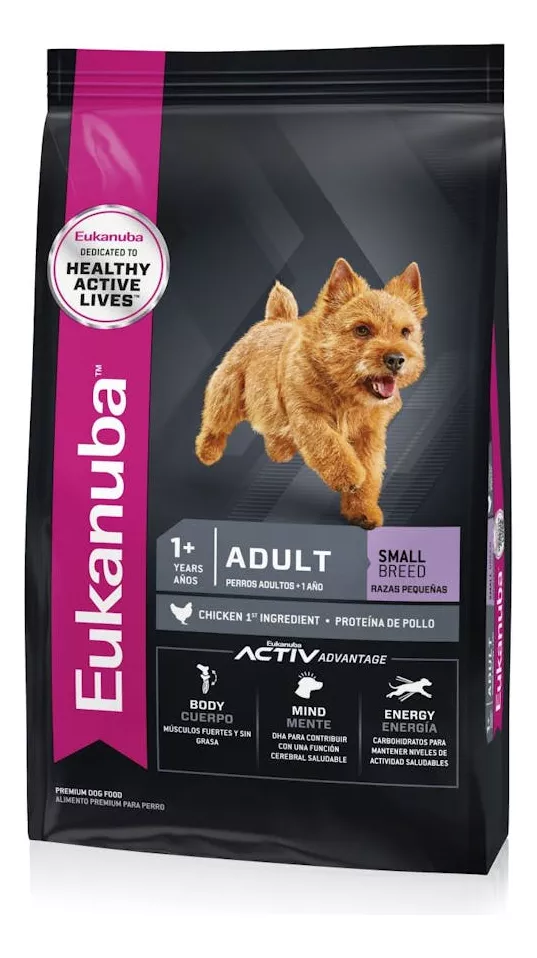 Eukanuba
DEDICATED TO
HEALTHY
ACTIVE
LIVES™
Eukanuba™
1+
YEARS
AÑOS
ADULT
PERROS ADULTOS +1 AÑO
SMALL
BREED
RAZAS PEQUEÑAS
CHICKEN 1ST INGREDIENT • PROTEÍNA DE POLLO
Eukanuba
ACTIV ADVANTAGE
BODY
CUERPO
MÚSCULOS FUERTES Y SIN
GRASA
MIND
MENTE
DHA PARA CONTRIBUIR
CON UNA FUNCIÓN
CEREBRAL SALUDABLE
ENERGY
ENERGÍA
CARBOHIDRATOS PARA
MANTENER NIVELES DE
ACTIVIDAD SALUDABLES
PREMIUM DOG FOOD
ALIMENTO PREMIUM PARA PERRO
Eukanuba
1+
ADULT